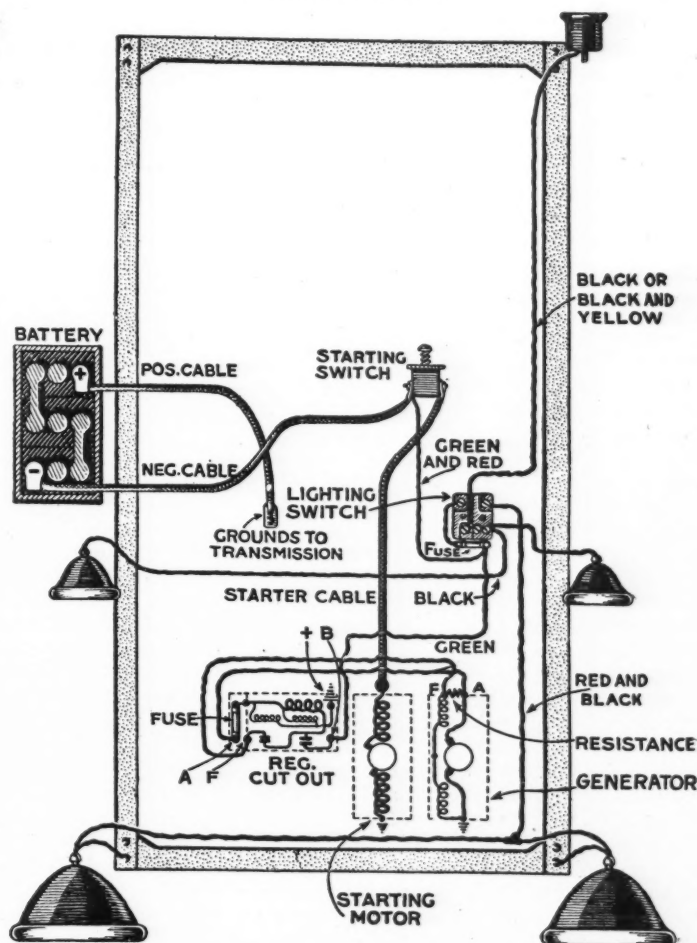 BLACK OR
BLACK AND
YELLOW
BATTERY
+
POS.CABLE
STARTING
SWITCH
GREEN
AND RED
-
NEG.CABLE
LIGHTING
SWITCH
GROUNDS TO
TRANSMISSION
FUSE
STARTER CABLE
BLACK
+ B
GREEN
RED AND
BLACK
F A
FUSE
RESISTANCE
A F
REG.
CUT OUT
GENERATOR
STARTING
MOTOR